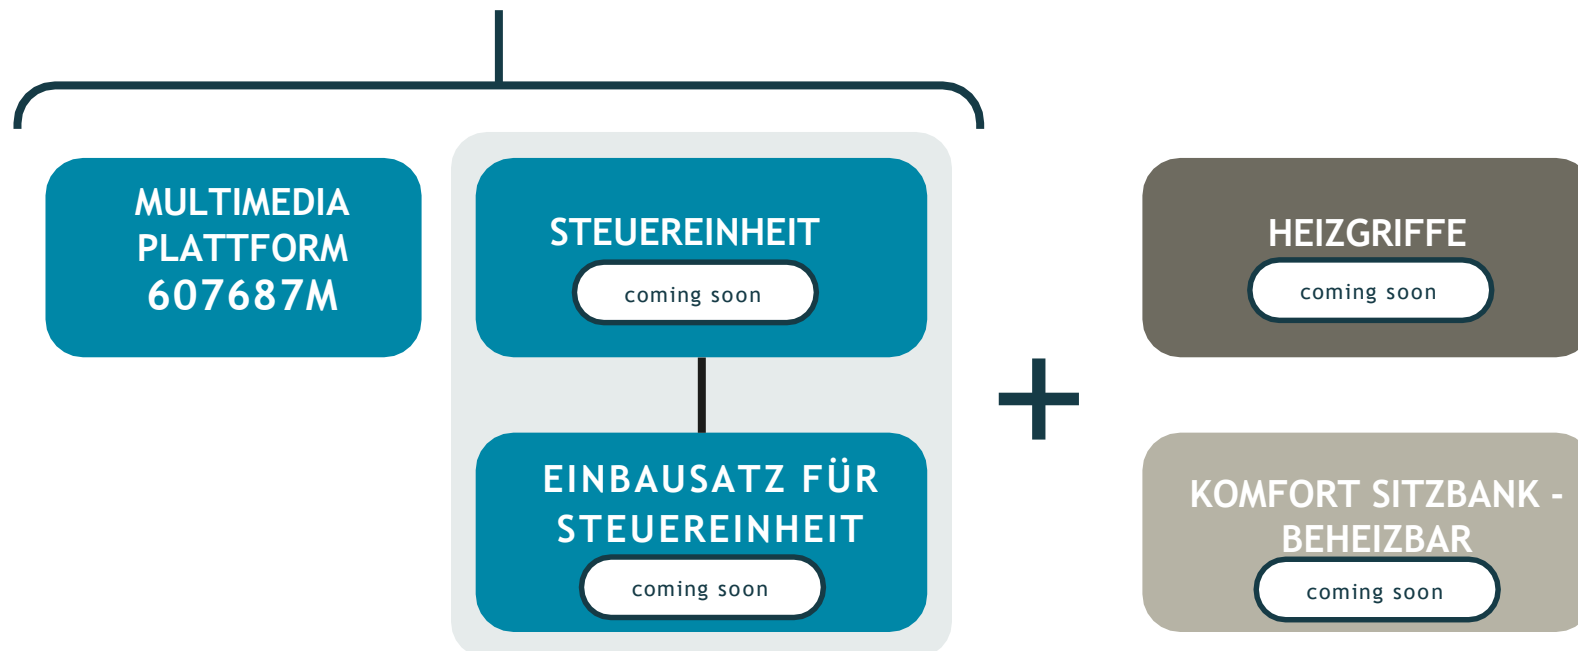 MULTIMEDIA
PLATTFORM
607687M
STEUEREINHEIT
coming soon
EINBAUSATZ FÜR
STEUEREINHEIT
coming soon
HEIZGRIFFE
coming soon
KOMFORT SITZBANK -
BEHEIZBAR
coming soon